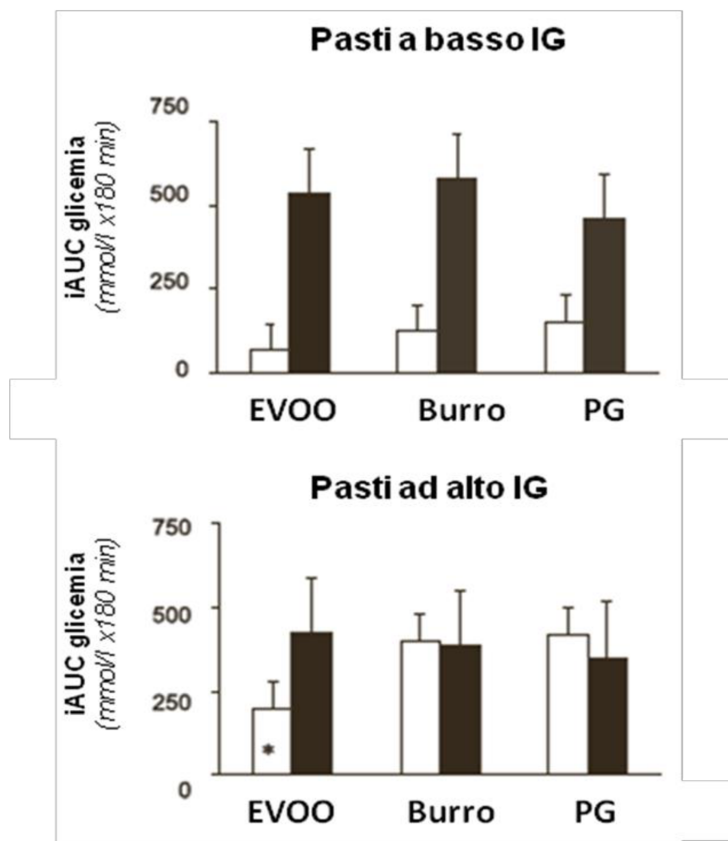 Pasti a basso IG
iAUC glicemia
(mmol/l x180 min)
750
500
250
0
EVOO Burro PG
Pasti ad alto IG
iAUC glicemia
(mmol/l x180 min)
750
500
250
0
*
EVOO Burro PG